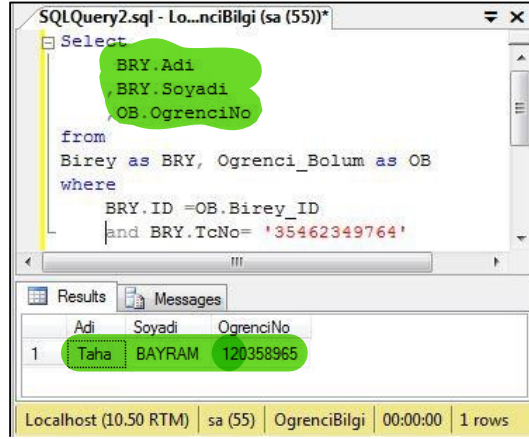 SQLQuery2.sql - Lo...nciBilgi (sa (55))*
Select
BRY.Adi
,BRY.Soyadi
,OB.OgrenciNo
from
Birey as BRY, Ogrenci_Bolum as OB
where
BRY.ID =OB.Birey_ID
and BRY.TcNo= '35462349764'
Results Messages
Adi Soyadi OgrenciNo
1 Taha BAYRAM 120358965
Localhost (10.50 RTM) sa (55) OgrenciBilgi 00:00:00 1 rows